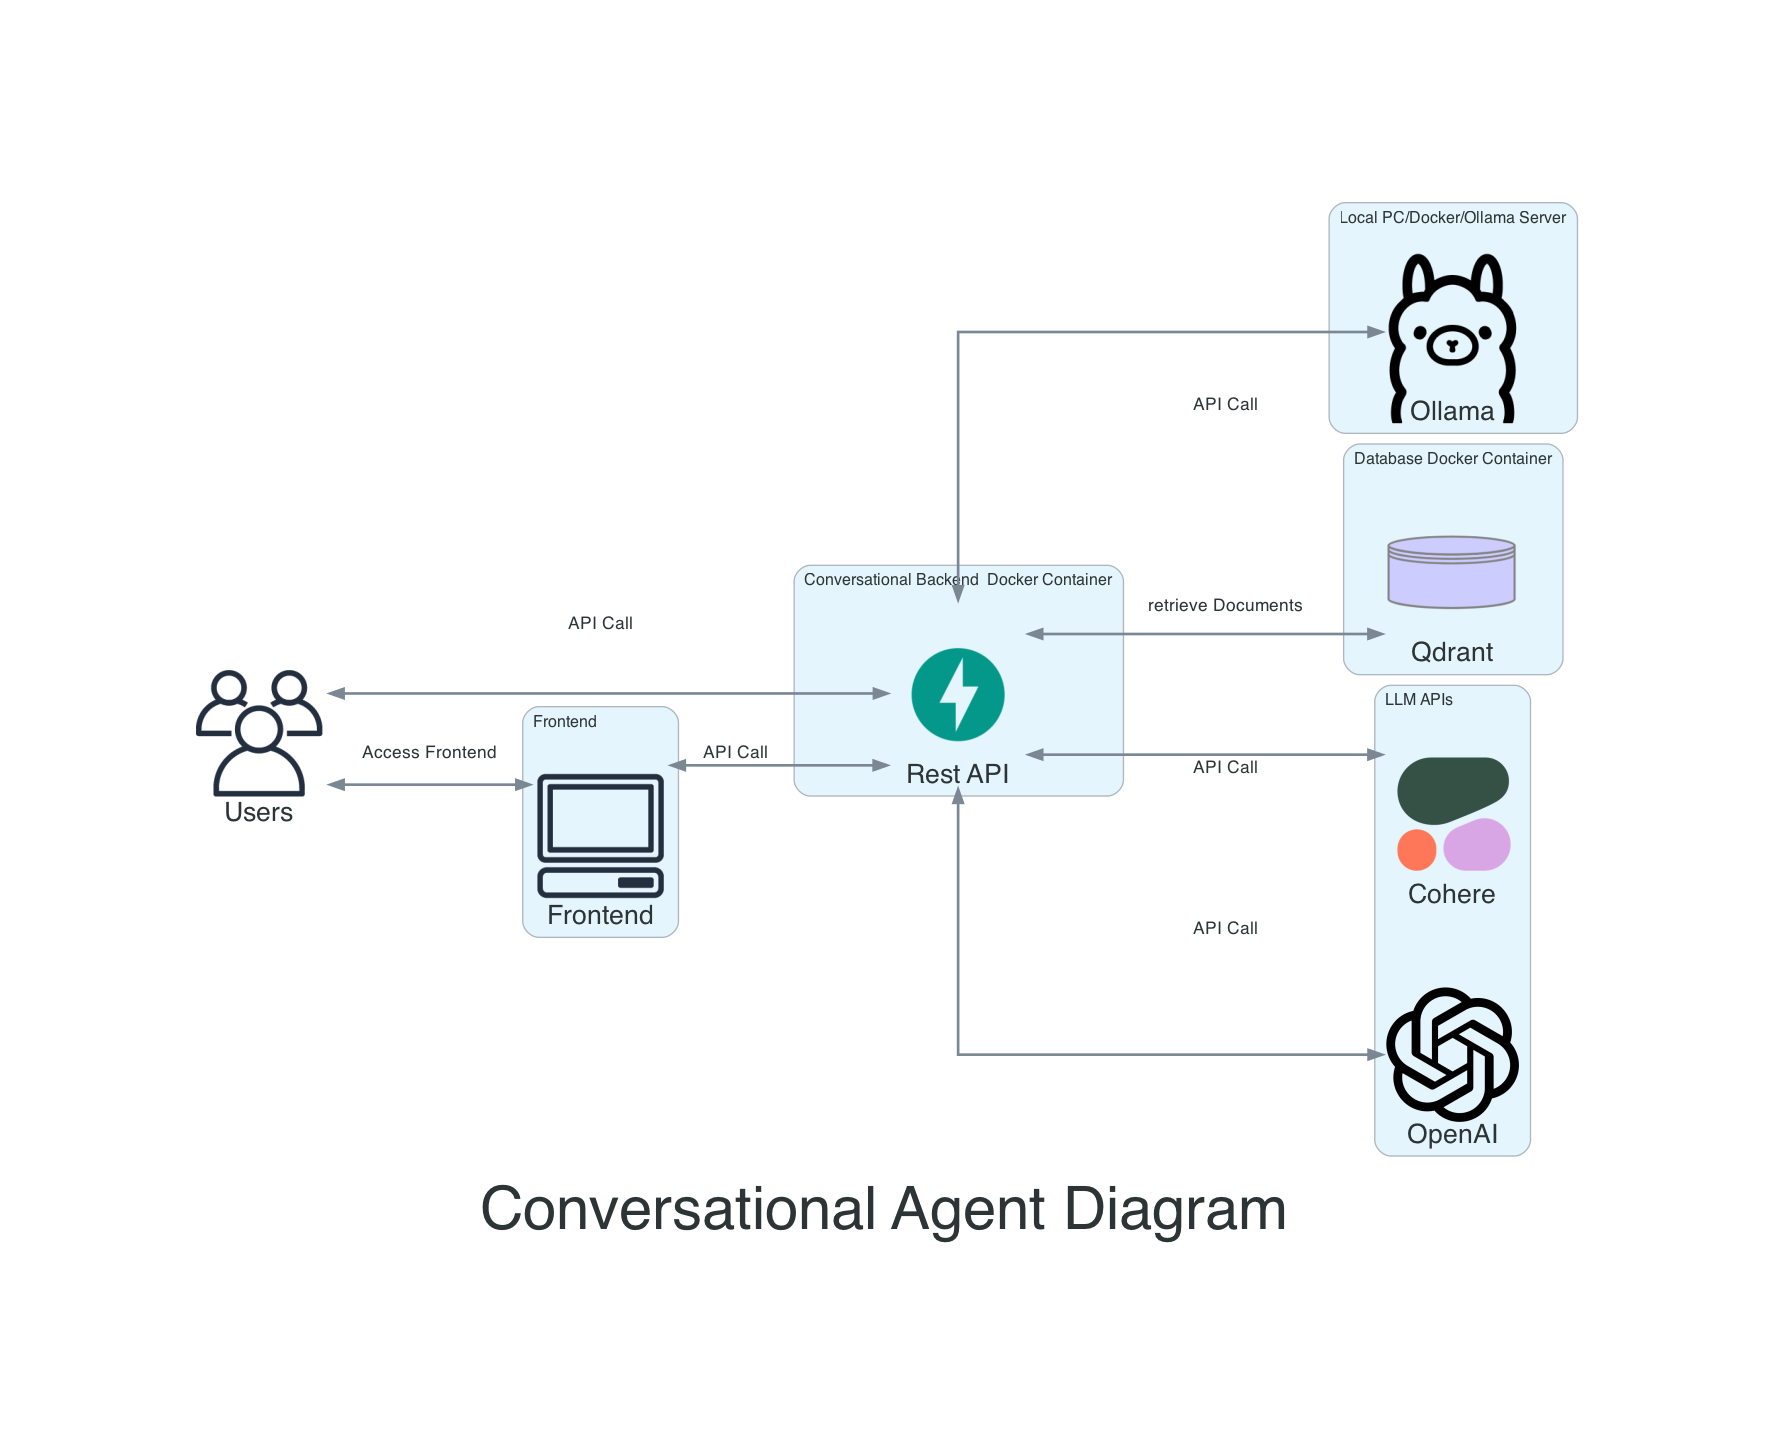 Local PC/Docker/Ollama Server
Ollama
API Call
Database Docker Container
Qdrant
Conversational Backend  Docker Container
retrieve Documents
API Call
Rest API
LLM APIs
API Call
Cohere
Frontend
Access Frontend
API Call
Users
Frontend
API Call
OpenAI
Conversational Agent Diagram